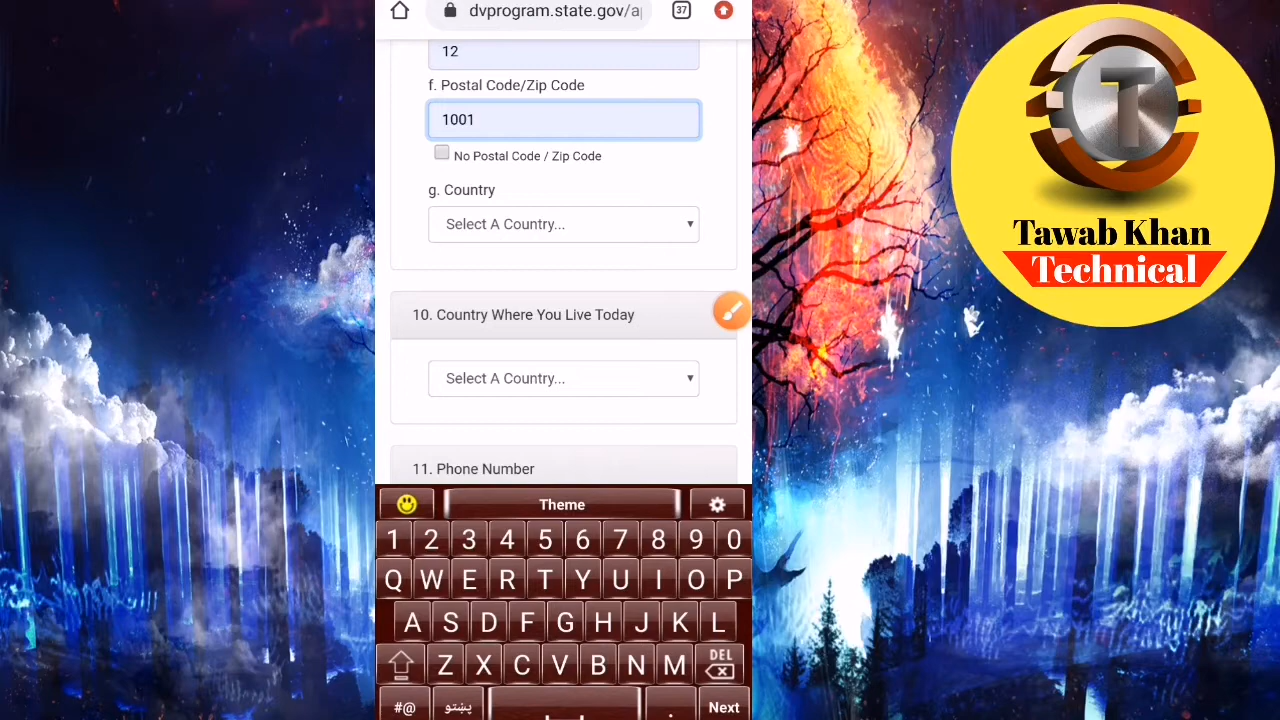 dvprogram.state.gov/a
37
12
f. Postal Code/Zip Code
1001
No Postal Code / Zip Code
g. Country
Select A Country...
10. Country Where You Live Today
Select A Country...
11. Phone Number
T
Tawab Khan
Technical
Theme
1 2 3 4 5 6 7 8 9 0
Q W E R T Y U I O P
A S D F G H J K L
Z X C V B N M DEL
#@ پښتو . Next